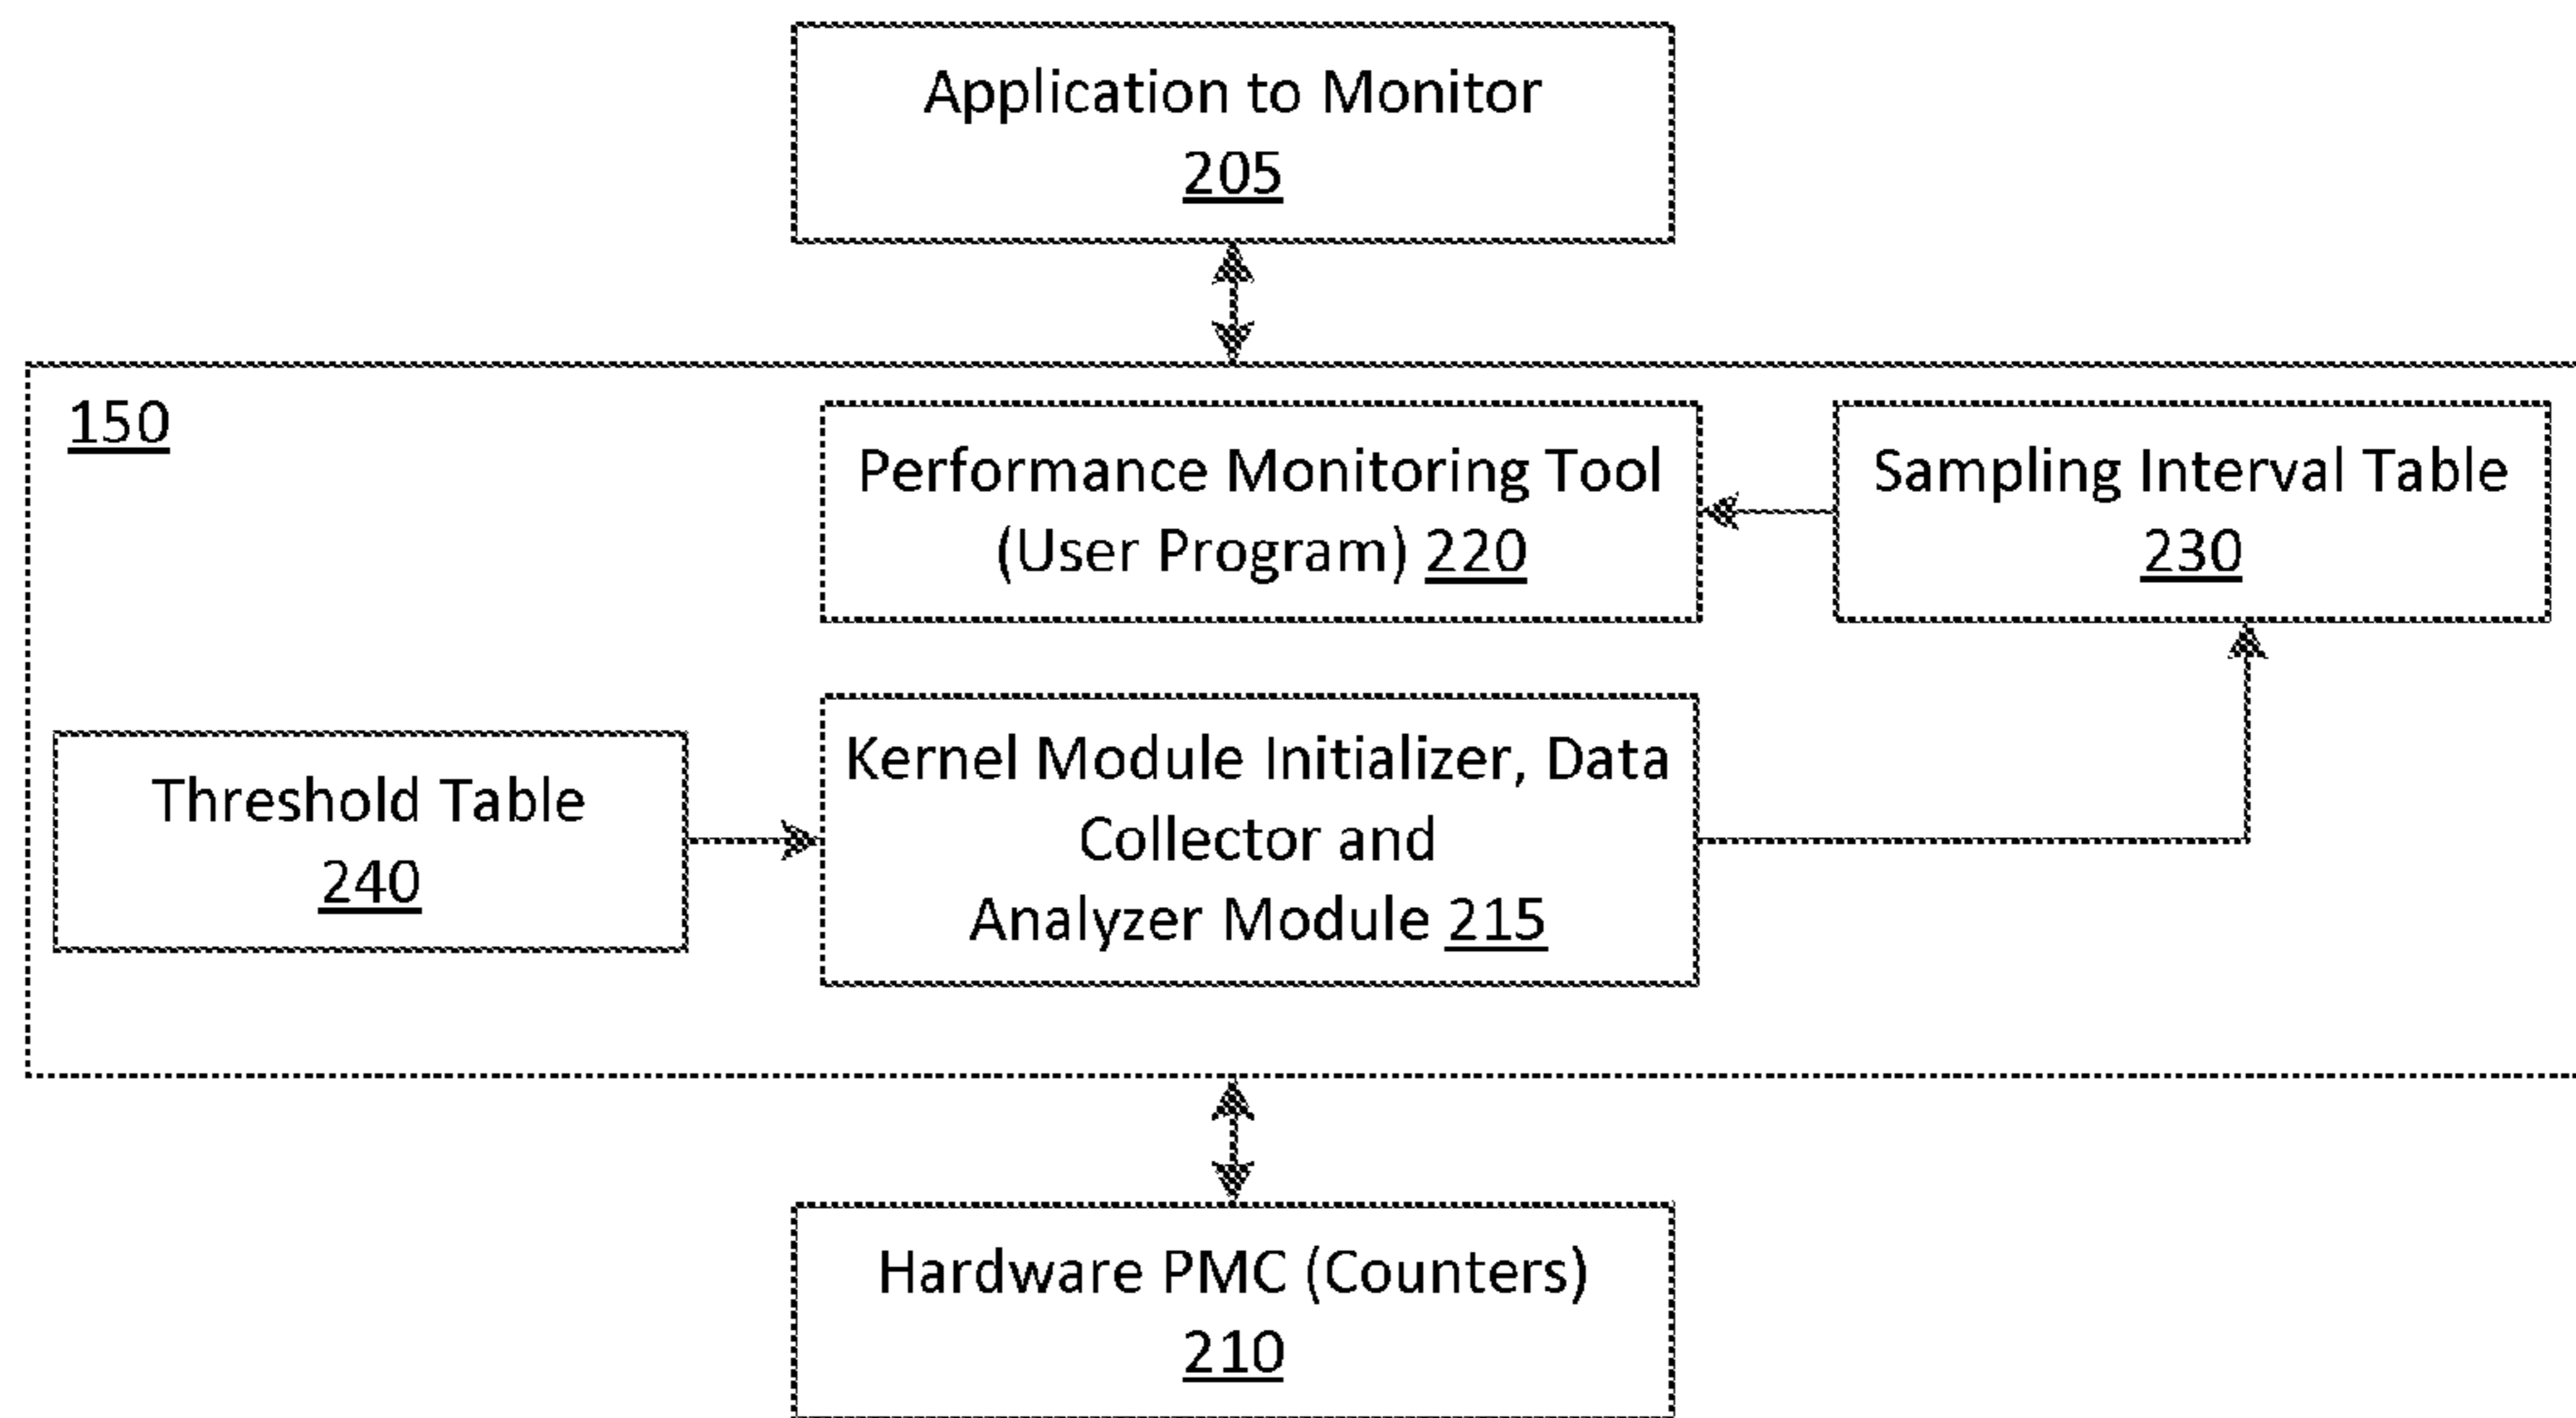 Application to Monitor
205
150
Performance Monitoring Tool
(User Program) 220
Sampling Interval Table
230
Threshold Table
240
Kernel Module Initializer, Data
Collector and
Analyzer Module 215
Hardware PMC (Counters)
210